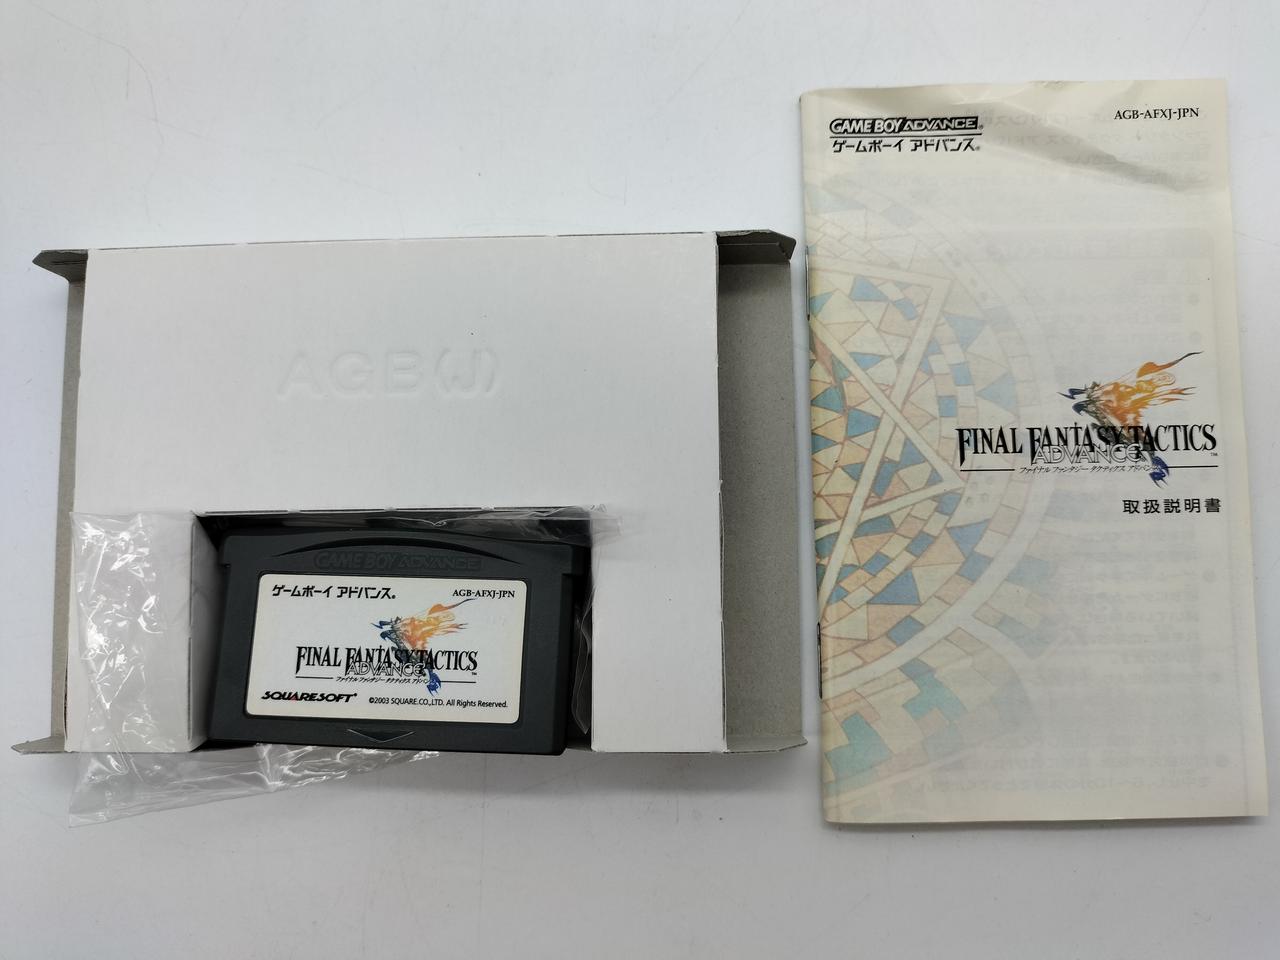 AGB(J)
GAME BOY ADVANCE
ゲームボーイ アドバンス®
AGB-AFXJ-JPN
FINAL FANTASY TACTICS
ADVANCE™
ファイナルファンタジー タクティクス アドバンス
SQUARESOFT®
©2003 SQUARE CO.,LTD. All Rights Reserved.
GAME BOY ADVANCE®
ゲームボーイ アドバンス®
AGB-AFXJ-JPN
FINAL FANTASY TACTICS™
ADVANCE
ファイナルファンタジー タクティクス アドバンス
取扱説明書